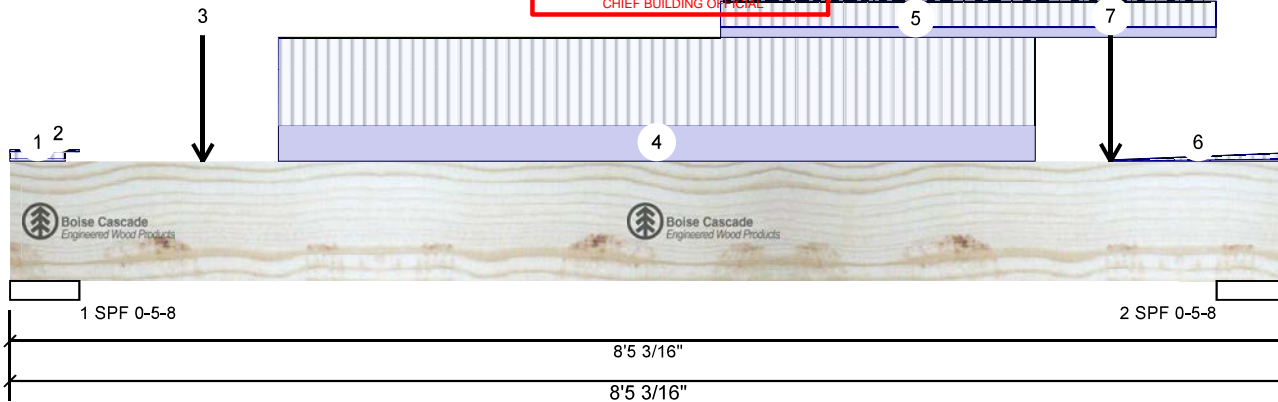 CHIEF BUILDING OFFICIAL
3
5
7
1
2
4
6
Boise Cascade
Engineered Wood Products
Boise Cascade
Engineered Wood Products
1 SPF 0-5-8
2 SPF 0-5-8
8'5 3/16"
8'5 3/16"